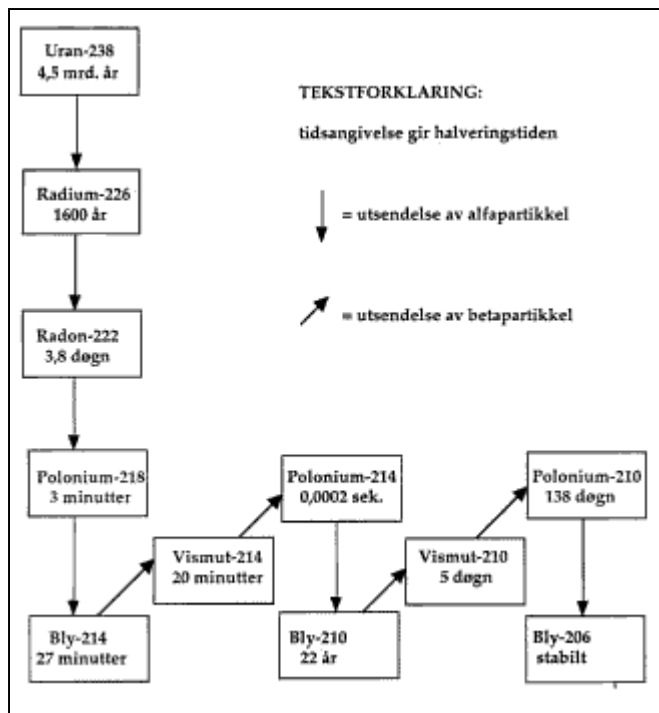 Uran-238
4,5 mrd. år
TEKSTFORKLARING:
tidsangivelse gir halveringstiden
Radium-226
1600 år
= utsendelse av alfapartikkel
Radon-222
3,8 døgn
= utsendelse av betapartikkel
Polonium-218
3 minutter
Polonium-214
0,0002 sek.
Polonium-210
138 døgn
Vismut-214
20 minutter
Vismut-210
5 døgn
Bly-214
27 minutter
Bly-210
22 år
Bly-206
stabilt